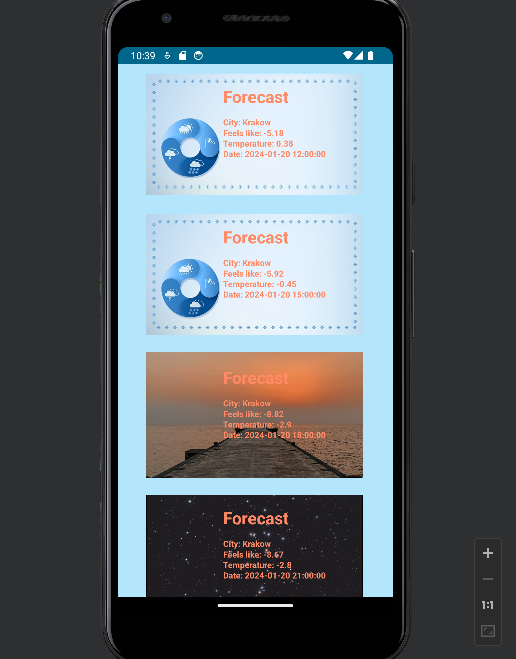 10:39
Forecast
City: Krakow
Feels like: -5.18
Temperature: 0.38
Date: 2024-01-20 12:00:00
Forecast
City: Krakow
Feels like: -5.92
Temperature: -0.45
Date: 2024-01-20 15:00:00
Forecast
City: Krakow
Feels like: -8.82
Temperature: -2.9
Date: 2024-01-20 18:00:00
Forecast
City: Krakow
Feels like: -8.67
Temperature: -2.8
Date: 2024-01-20 21:00:00
1:1